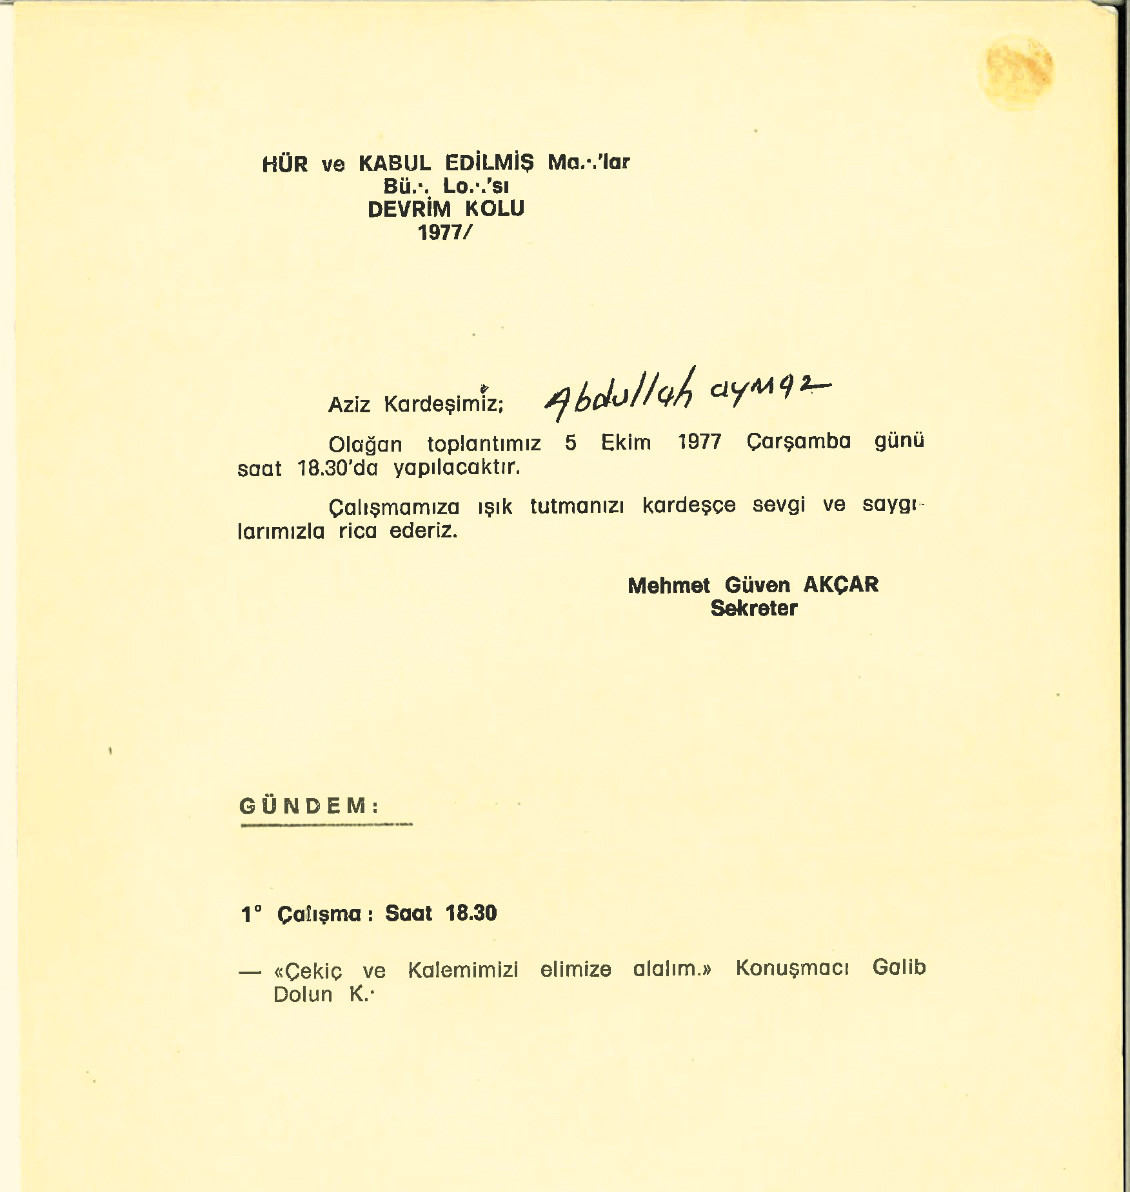 HÜR ve KABUL EDİLMİŞ Ma.·.'lar
Bü.·. Lo.·.'sı
DEVRİM KOLU
1977/
Aziz Kardeşimiz; Abdullah aymaz
Olağan toplantımız 5 Ekim 1977 Çarşamba günü
saat 18.30'da yapılacaktır.
Çalışmamıza ışık tutmanızı kardeşçe sevgi ve saygı-
larımızla rica ederiz.
Mehmet Güven AKÇAR
Sekreter
GÜNDEM:
1° Çalışma: Saat 18.30
— «Çekiç ve Kalemimizi elimize alalım.» Konuşmacı Galib
Dolun K.·